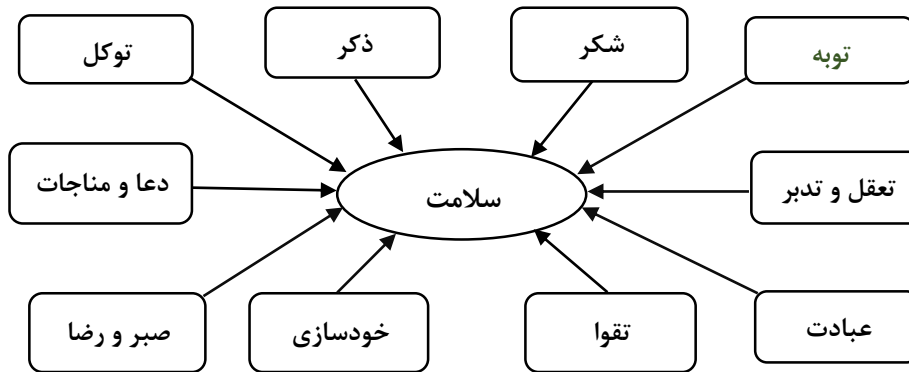 توبه
شکر
ذکر
توکل
تعقل و تدبر
سلامت
دعا و مناجات
عبادت
تقوا
خودسازی
صبر و رضا